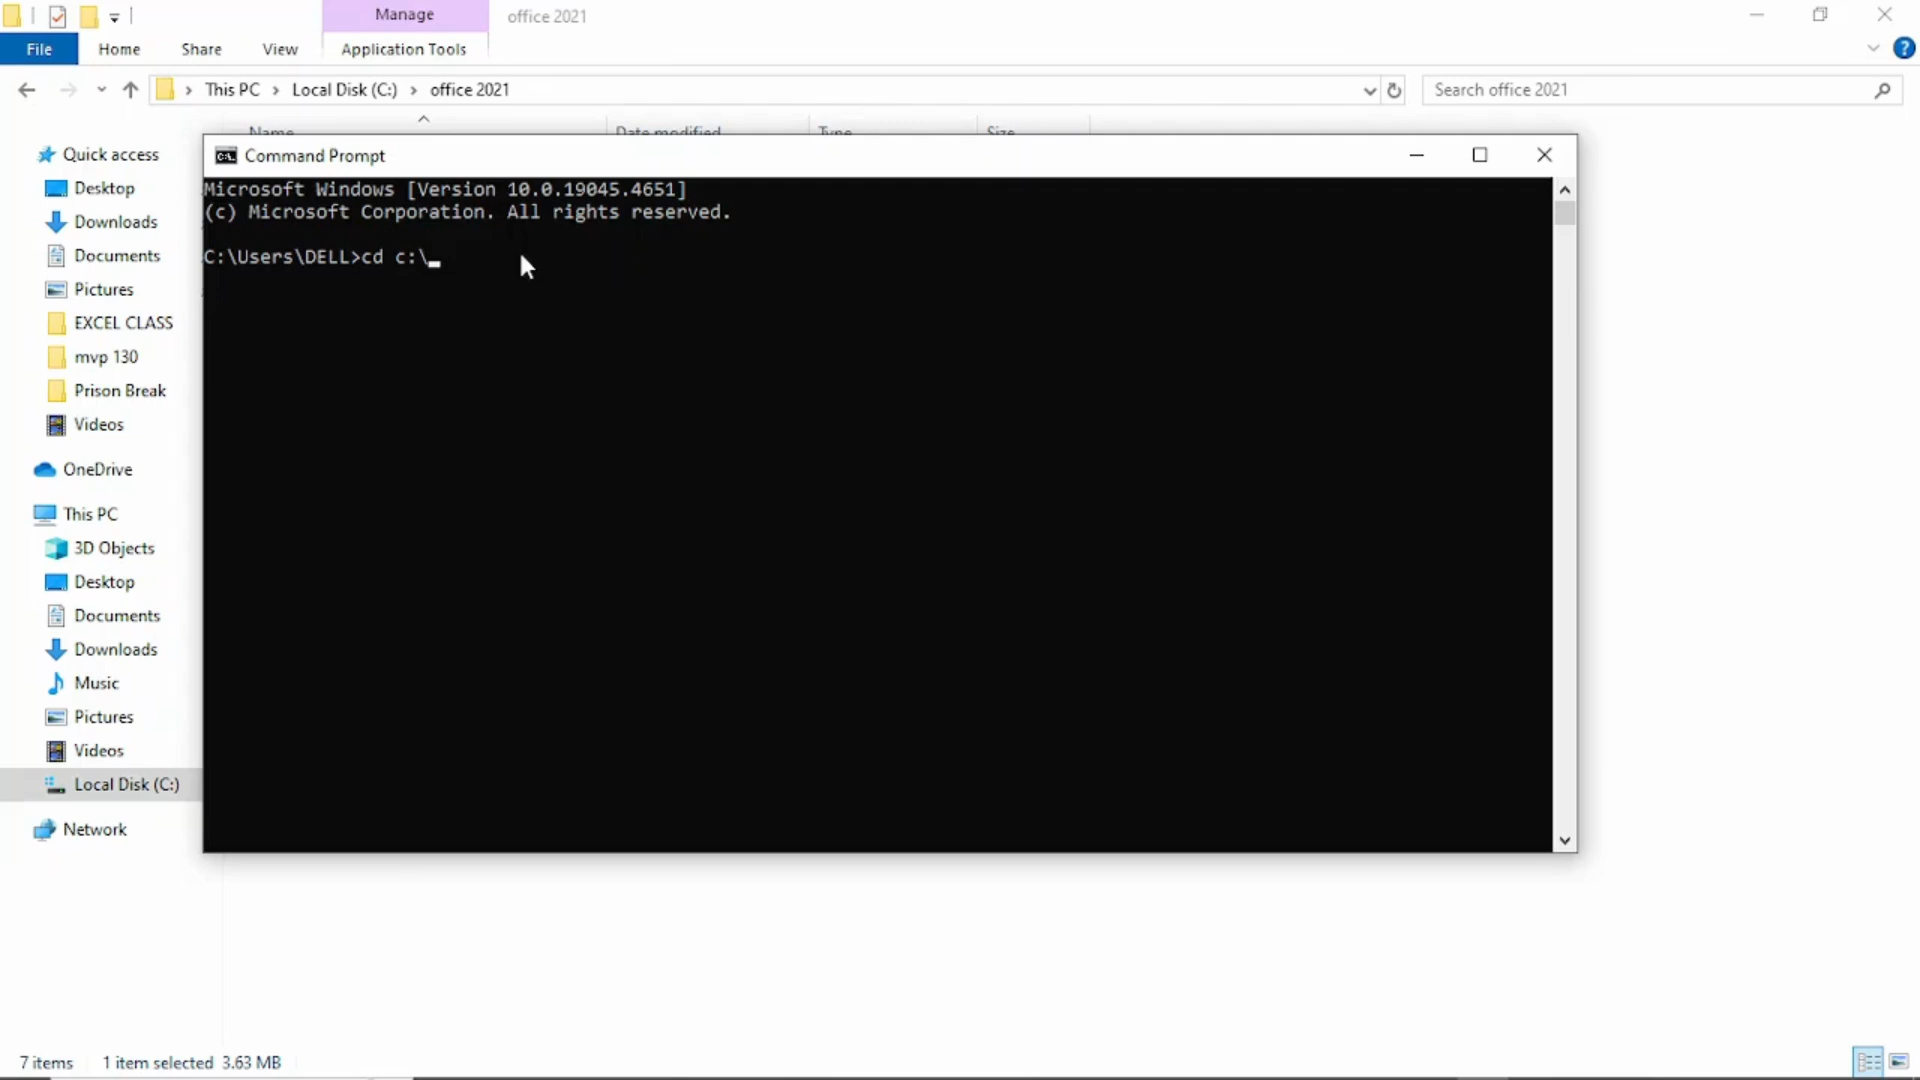 Manage
office 2021
File
Home
Share
View
Application Tools
This PC > Local Disk (C:) > office 2021
Search office 2021
Name
Date modified
Type
Size
Quick access
Desktop
Downloads
Documents
Pictures
EXCEL CLASS
mvp 130
Prison Break
Videos
OneDrive
This PC
3D Objects
Desktop
Documents
Downloads
Music
Pictures
Videos
Local Disk (C:)
Network
Command Prompt
Microsoft Windows [Version 10.0.19045.4651]
(c) Microsoft Corporation. All rights reserved.
C:\Users\DELL>cd c:\
7 items
1 item selected 3.63 MB